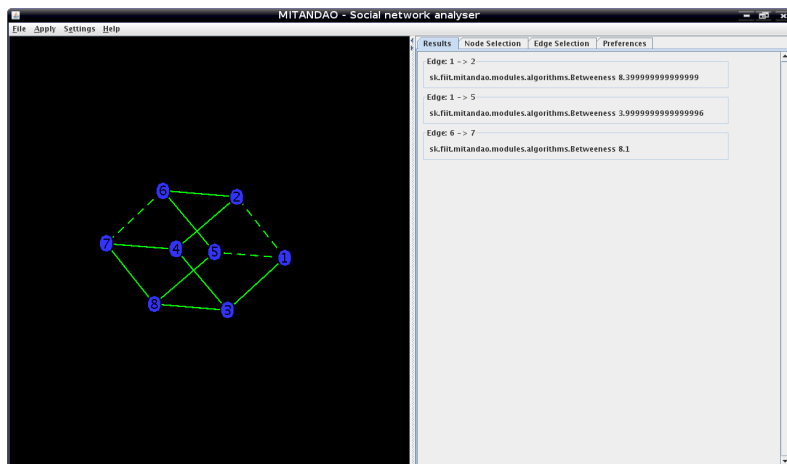 MITANDAO - Social network analyser
File Apply Settings Help
Results Node Selection Edge Selection Preferences
Edge: 1 -> 2
sk.fiit.mitandao.modules.algorithms.Betweeness 8.399999999999999
Edge: 1 -> 5
sk.fiit.mitandao.modules.algorithms.Betweeness 3.9999999999999996
Edge: 6 -> 7
sk.fiit.mitandao.modules.algorithms.Betweeness 8.1
6
2
7
4
5
1
8
3